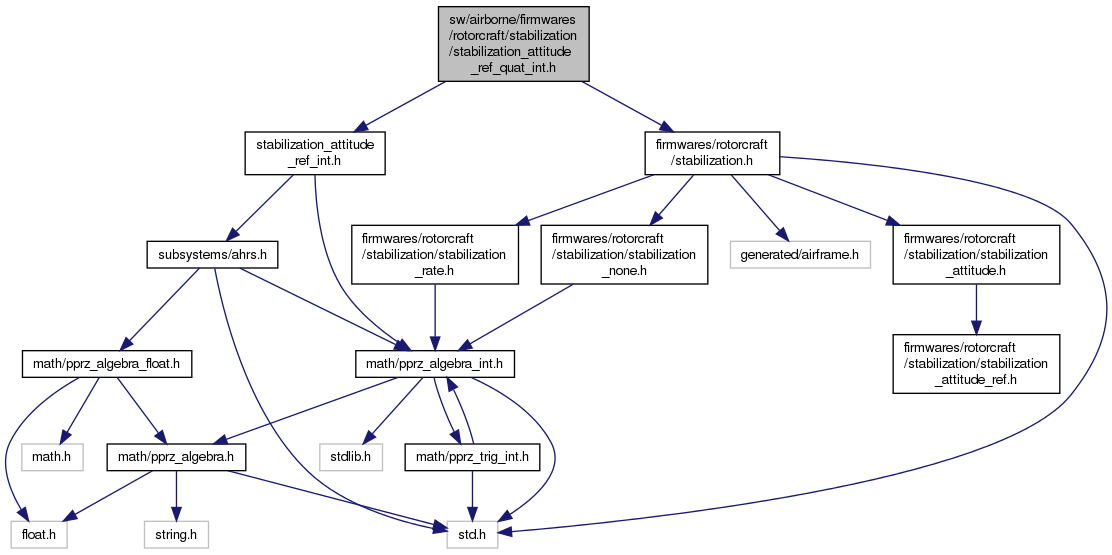 sw/airborne/firmwares
/rotorcraft/stabilization
/stabilization_attitude
_ref_quat_int.h
stabilization_attitude
_ref_int.h
firmwares/rotorcraft
/stabilization.h
subsystems/ahrs.h
firmwares/rotorcraft
/stabilization/stabilization
_rate.h
firmwares/rotorcraft
/stabilization/stabilization
_none.h
generated/airframe.h
firmwares/rotorcraft
/stabilization/stabilization
_attitude.h
math/pprz_algebra_float.h
math/pprz_algebra_int.h
firmwares/rotorcraft
/stabilization/stabilization
_attitude_ref.h
math.h
math/pprz_algebra.h
stdlib.h
math/pprz_trig_int.h
float.h
string.h
std.h